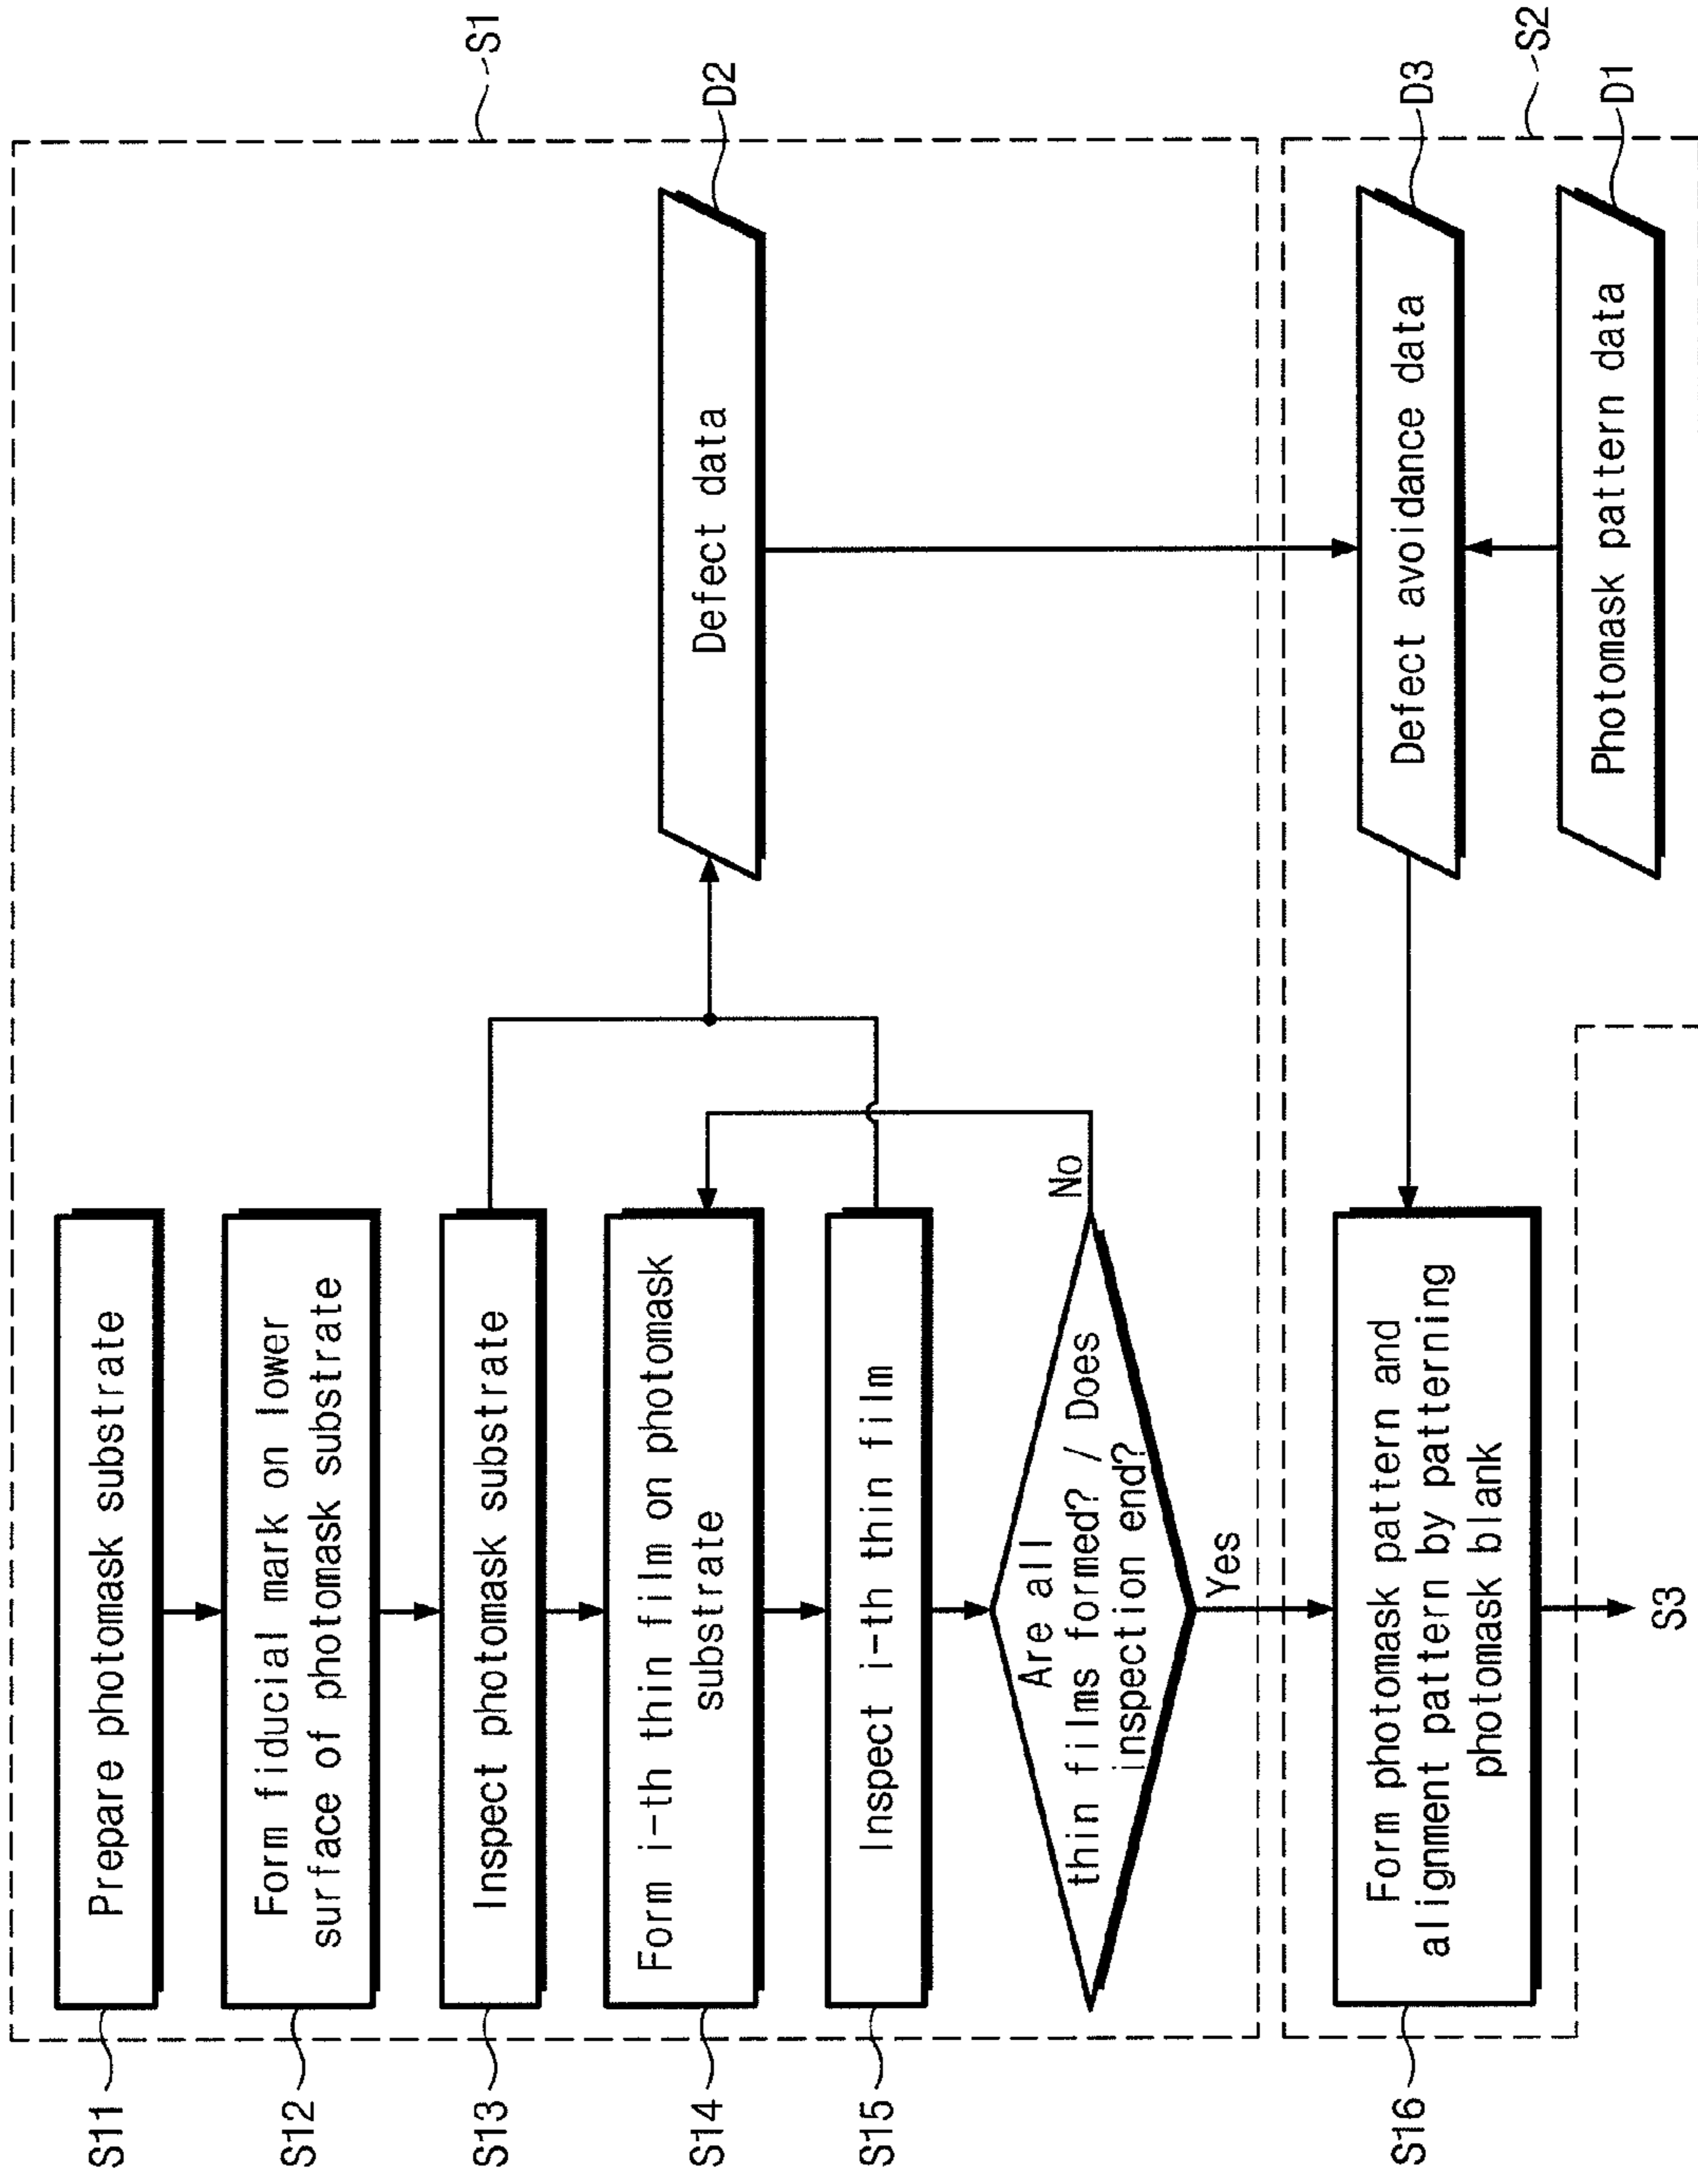 S1
S11
Prepare photomask substrate
S12
Form fiducial mark on lower
surface of photomask substrate
S13
Inspect photomask substrate
S14
Form i-th thin film on photomask
substrate
D2
Defect data
S15
Inspect i-th thin film
Are all
thin films formed? / Does
inspection end?
No
Yes
S16
Form photomask pattern and
alignment pattern by patterning
photomask blank
D3
Defect avoidance data
S2
D1
Photomask pattern data
S3